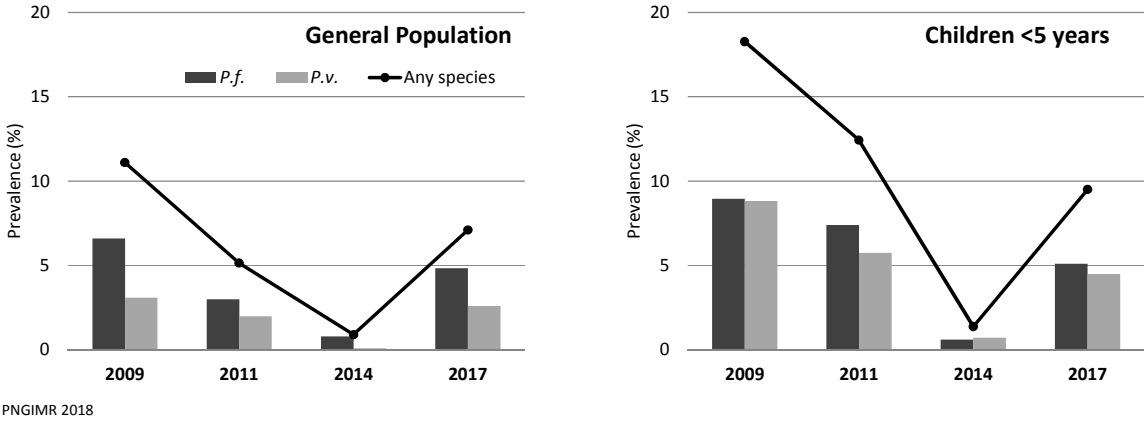 General Population
P.f. P.v. Any species
Prevalence (%)
20
15
10
5
0
2009 2011 2014 2017
Children <5 years
Prevalence (%)
20
15
10
5
0
2009 2011 2014 2017
PNGIMR 2018